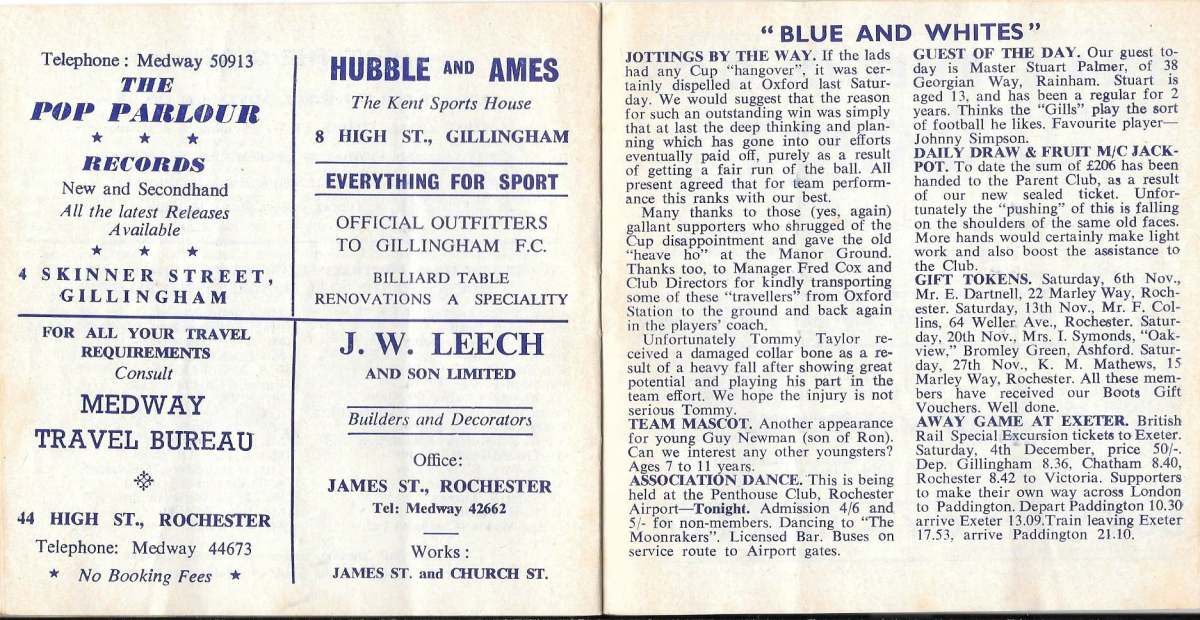 Telephone : Medway 50913
THE
POP PARLOUR
★ ★ ★
RECORDS
New and Secondhand
All the latest Releases
Available
★ ★ ★
4 SKINNER STREET,
GILLINGHAM
HUBBLE AND AMES
The Kent Sports House
8 HIGH ST., GILLINGHAM
EVERYTHING FOR SPORT
OFFICIAL OUTFITTERS
TO GILLINGHAM F.C.
BILLIARD TABLE
RENOVATIONS A SPECIALITY
FOR ALL YOUR TRAVEL
REQUIREMENTS
Consult
MEDWAY
TRAVEL BUREAU
44 HIGH ST., ROCHESTER
Telephone: Medway 44673
★ No Booking Fees ★
J. W. LEECH
AND SON LIMITED
Builders and Decorators
Office:
JAMES ST., ROCHESTER
Tel: Medway 42662
Works :
JAMES ST. and CHURCH ST.
"BLUE AND WHITES"
JOTTINGS BY THE WAY. If the lads
had any Cup "hangover", it was cer-
tainly dispelled at Oxford last Satur-
day. We would suggest that the reason
for such an outstanding win was simply
that at last the deep thinking and plan-
ning which has gone into our efforts
eventually paid off, purely as a result
of getting a fair run of the ball. All
present agreed that for team perform-
ance this ranks with our best.
Many thanks to those (yes, again)
gallant supporters who shrugged of the
Cup disappointment and gave the old
"heave ho" at the Manor Ground.
Thanks too, to Manager Fred Cox and
Club Directors for kindly transporting
some of these "travellers" from Oxford
Station to the ground and back again
in the players' coach.
Unfortunately Tommy Taylor re-
ceived a damaged collar bone as a re-
sult of a heavy fall after showing great
potential and playing his part in the
team effort. We hope the injury is not
serious Tommy.
TEAM MASCOT. Another appearance
for young Guy Newman (son of Ron).
Can we interest any other youngsters?
Ages 7 to 11 years.
ASSOCIATION DANCE. This is being
held at the Penthouse Club, Rochester
Airport—Tonight. Admission 4/6 and
5/- for non-members. Dancing to "The
Moonrakers". Licensed Bar. Buses on
service route to Airport gates.
GUEST OF THE DAY. Our guest to-
day is Master Stuart Palmer, of 38
Georgian Way, Rainham. Stuart is
aged 13, and has been a regular for 2
years. Thinks the "Gills" play the sort
of football he likes. Favourite player—
Johnny Simpson.
DAILY DRAW & FRUIT M/C JACK-
POT. To date the sum of £206 has been
handed to the Parent Club, as a result
of our new sealed ticket. Unfor-
tunately the "pushing" of this is falling
on the shoulders of the same old faces.
More hands would certainly make light
work and also boost the assistance to
the Club.
GIFT TOKENS. Saturday, 6th Nov.,
Mr. E. Dartnell, 22 Marley Way, Roch-
ester. Saturday, 13th Nov., Mr. F. Col-
lins, 64 Weller Ave., Rochester. Satur-
day, 20th Nov., Mrs. I. Symonds, "Oak-
view," Bromley Green, Ashford. Satur-
day, 27th Nov., K. M. Mathews, 15
Marley Way, Rochester. All these mem-
bers have received our Boots Gift
Vouchers. Well done.
AWAY GAME AT EXETER. British
Rail Special Excursion tickets to Exeter.
Saturday, 4th December, price 50/-.
Dep. Gillingham 8.36, Chatham 8.40,
Rochester 8.42 to Victoria. Supporters
to make their own way across London
to Paddington. Depart Paddington 10.30
arrive Exeter 13.09.Train leaving Exeter
17.53, arrive Paddington 21.10.